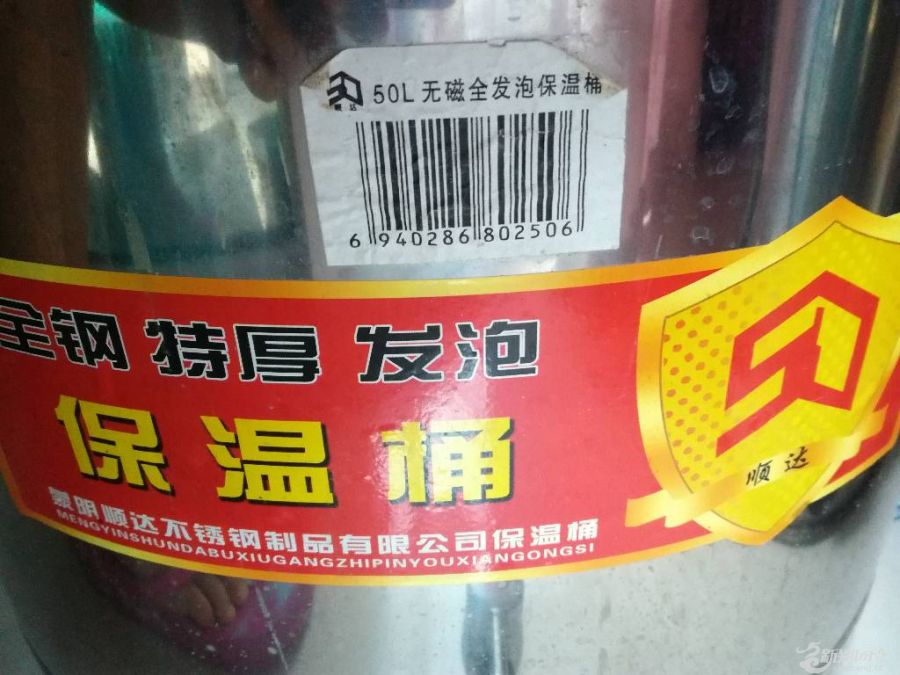 顺达
50L 无磁全发泡保温桶
6 940286 802506
全钢 特厚 发泡
保温桶
顺达
蒙阴顺达不锈钢制品有限公司保温桶
MENGYINSHUNDABUXIUGANGZHIPINYOUXIANGONGSI